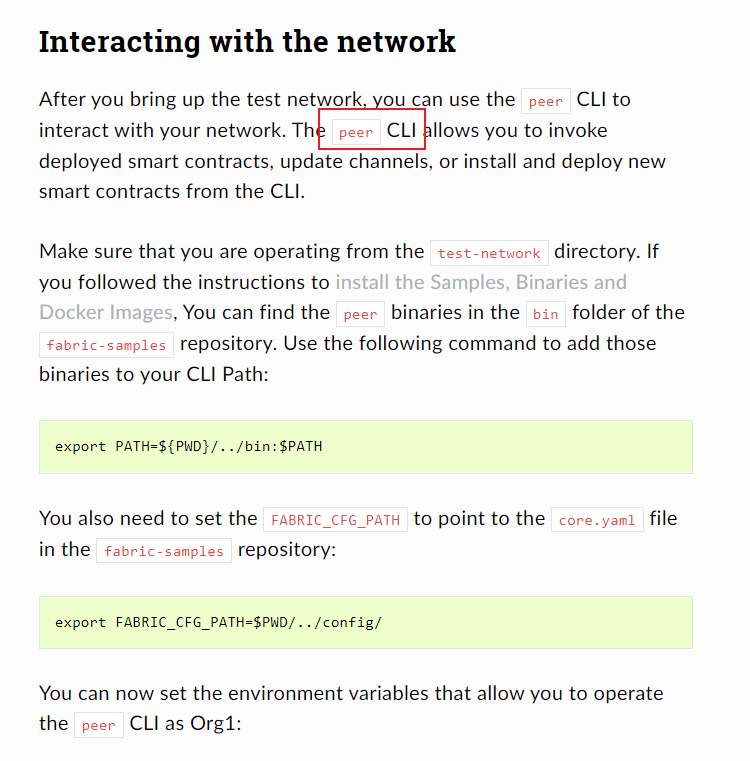 Interacting with the network
After you bring up the test network, you can use the peer CLI to
interact with your network. The peer CLI allows you to invoke
deployed smart contracts, update channels, or install and deploy new
smart contracts from the CLI.
Make sure that you are operating from the test-network directory. If
you followed the instructions to install the Samples, Binaries and
Docker Images, You can find the peer binaries in the bin folder of the
fabric-samples repository. Use the following command to add those
binaries to your CLI Path:
export PATH=${PWD}/../bin:$PATH
You also need to set the FABRIC_CFG_PATH to point to the core.yaml file
in the fabric-samples repository:
export FABRIC_CFG_PATH=$PWD/../config/
You can now set the environment variables that allow you to operate
the peer CLI as Org1: